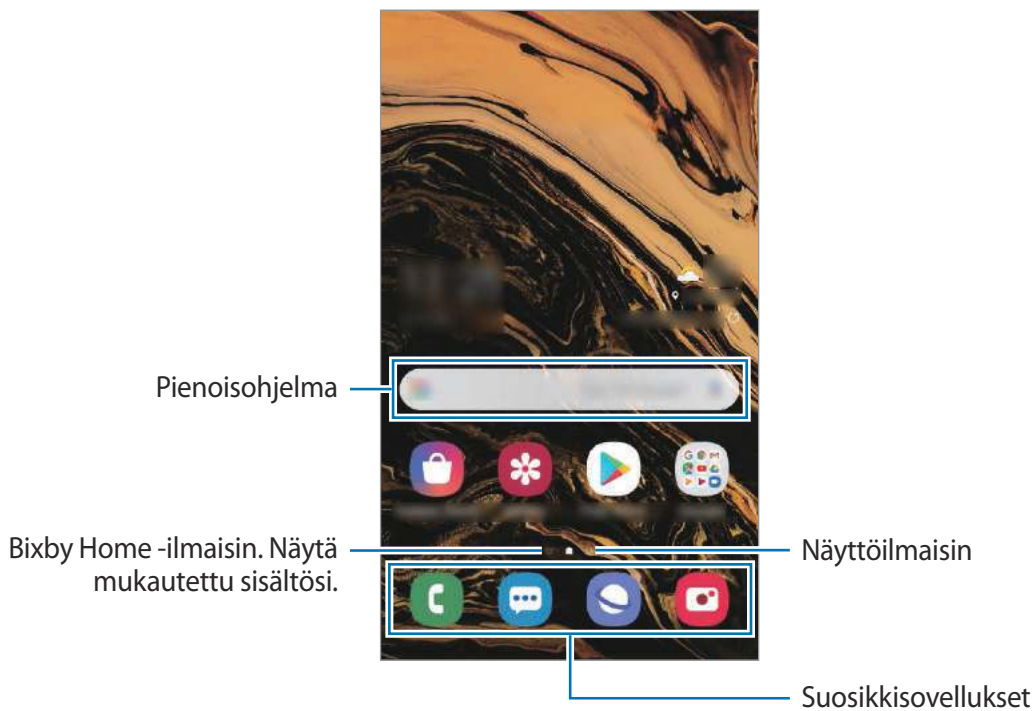 Pienoisohjelma
Bixby Home -ilmaisin. Näytä
mukautettu sisältösi.
Näyttöilmaisin
Suosikkisovellukset